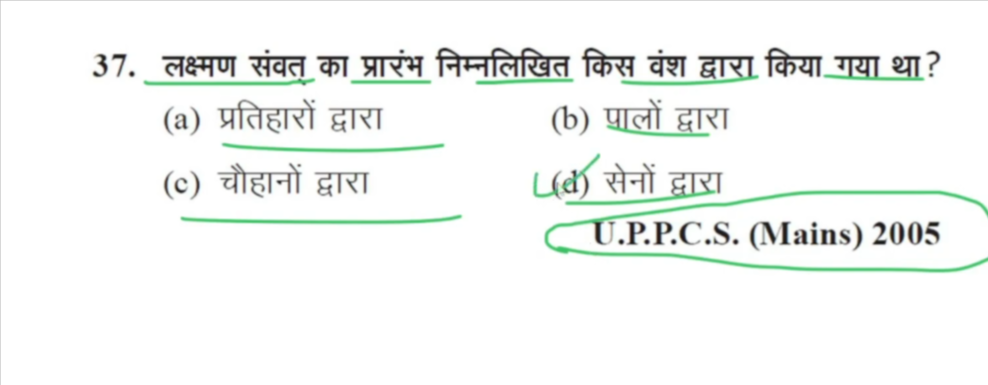 37. लक्ष्मण संवत् का प्रारंभ निम्नलिखित किस वंश द्वारा किया गया था?
(a) प्रतिहारों द्वारा (b) पालों द्वारा
(c) चौहानों द्वारा (d) सेनों द्वारा
U.P.P.C.S. (Mains) 2005